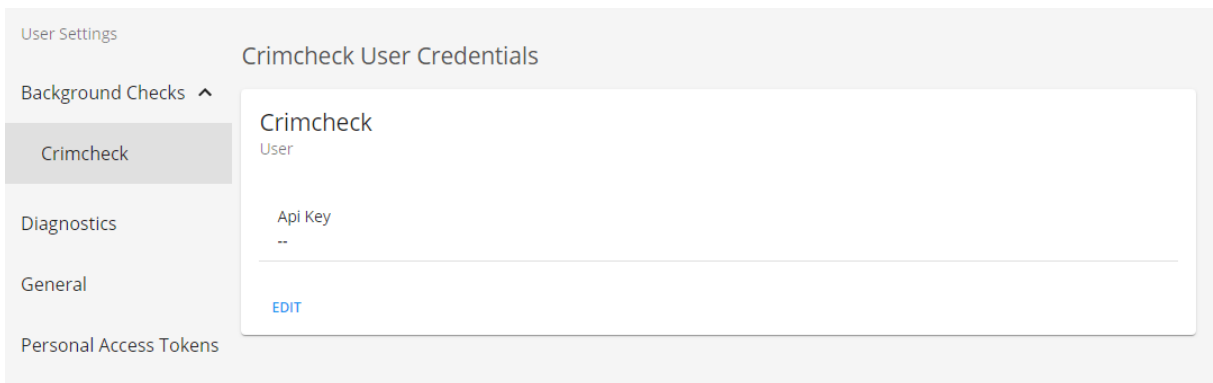 User Settings
Background Checks
Crimcheck
Diagnostics
General
Personal Access Tokens
Crimcheck User Credentials
Crimcheck
User
Api Key
--
EDIT